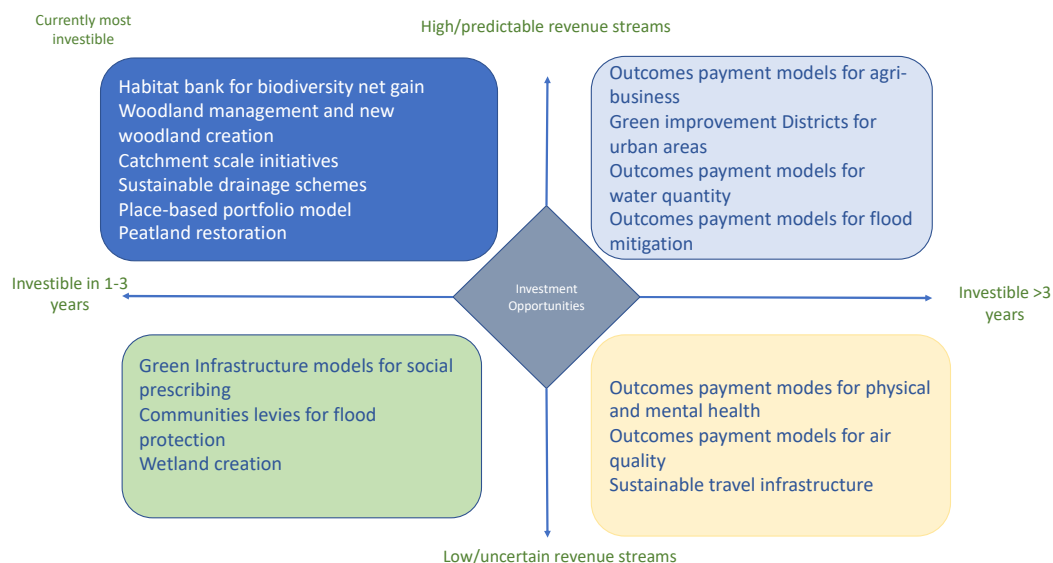 Currently most
investible
High/predictable revenue streams
Habitat bank for biodiversity net gain
Woodland management and new
woodland creation
Catchment scale initiatives
Sustainable drainage schemes
Place-based portfolio model
Peatland restoration
Outcomes payment models for agri-
business
Green improvement Districts for
urban areas
Outcomes payment models for
water quantity
Outcomes payment models for flood
mitigation
Investible in 1-3
years
Investment
Opportunities
Investible >3
years
Green Infrastructure models for social
prescribing
Communities levies for flood
protection
Wetland creation
Outcomes payment modes for physical
and mental health
Outcomes payment models for air
quality
Sustainable travel infrastructure
Low/uncertain revenue streams